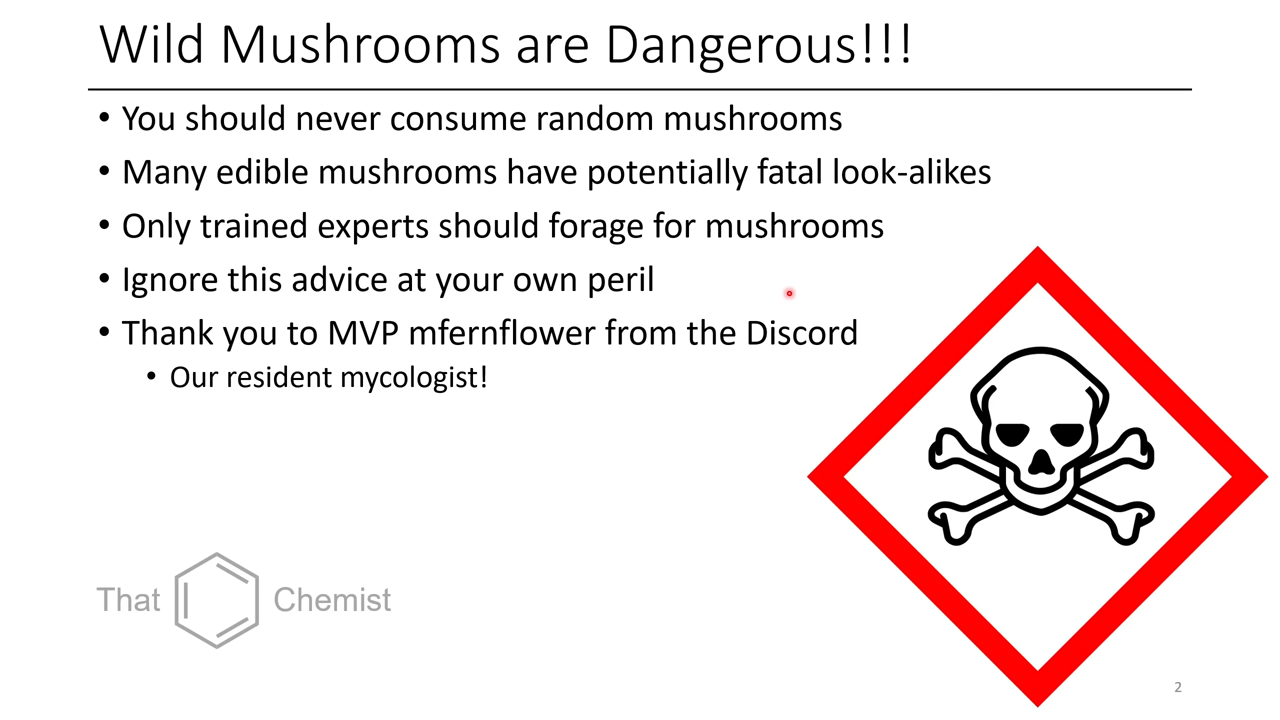 Wild Mushrooms are Dangerous!!!
• You should never consume random mushrooms
• Many edible mushrooms have potentially fatal look-alikes
• Only trained experts should forage for mushrooms
• Ignore this advice at your own peril
• Thank you to MVP mfernflower from the Discord
• Our resident mycologist!
That Chemist
2